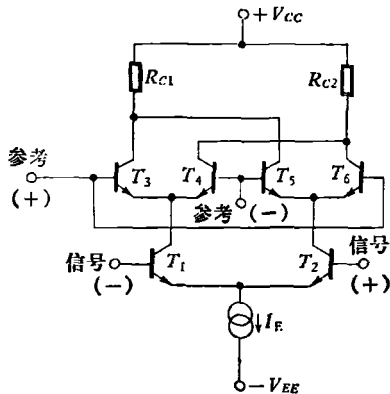 +V_CC
R_C1
R_C2
参考
(+)
T_3
T_4
T_5
T_6
参考
(-)
信号
(-)
T_1
T_2
信号
(+)
I_E
-V_EE